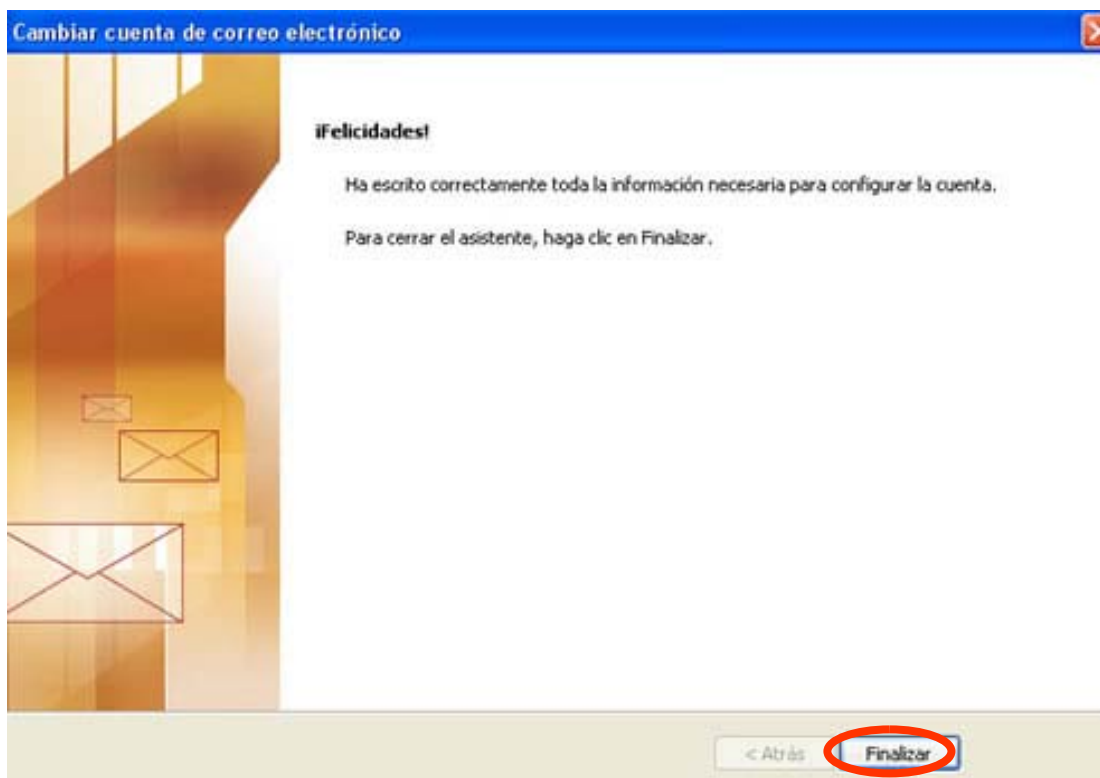 Cambiar cuenta de correo electrónico
¡Felicidades!
Ha escrito correctamente toda la información necesaria para configurar la cuenta.
Para cerrar el asistente, haga clic en Finalizar.
< Atrás Finalizar